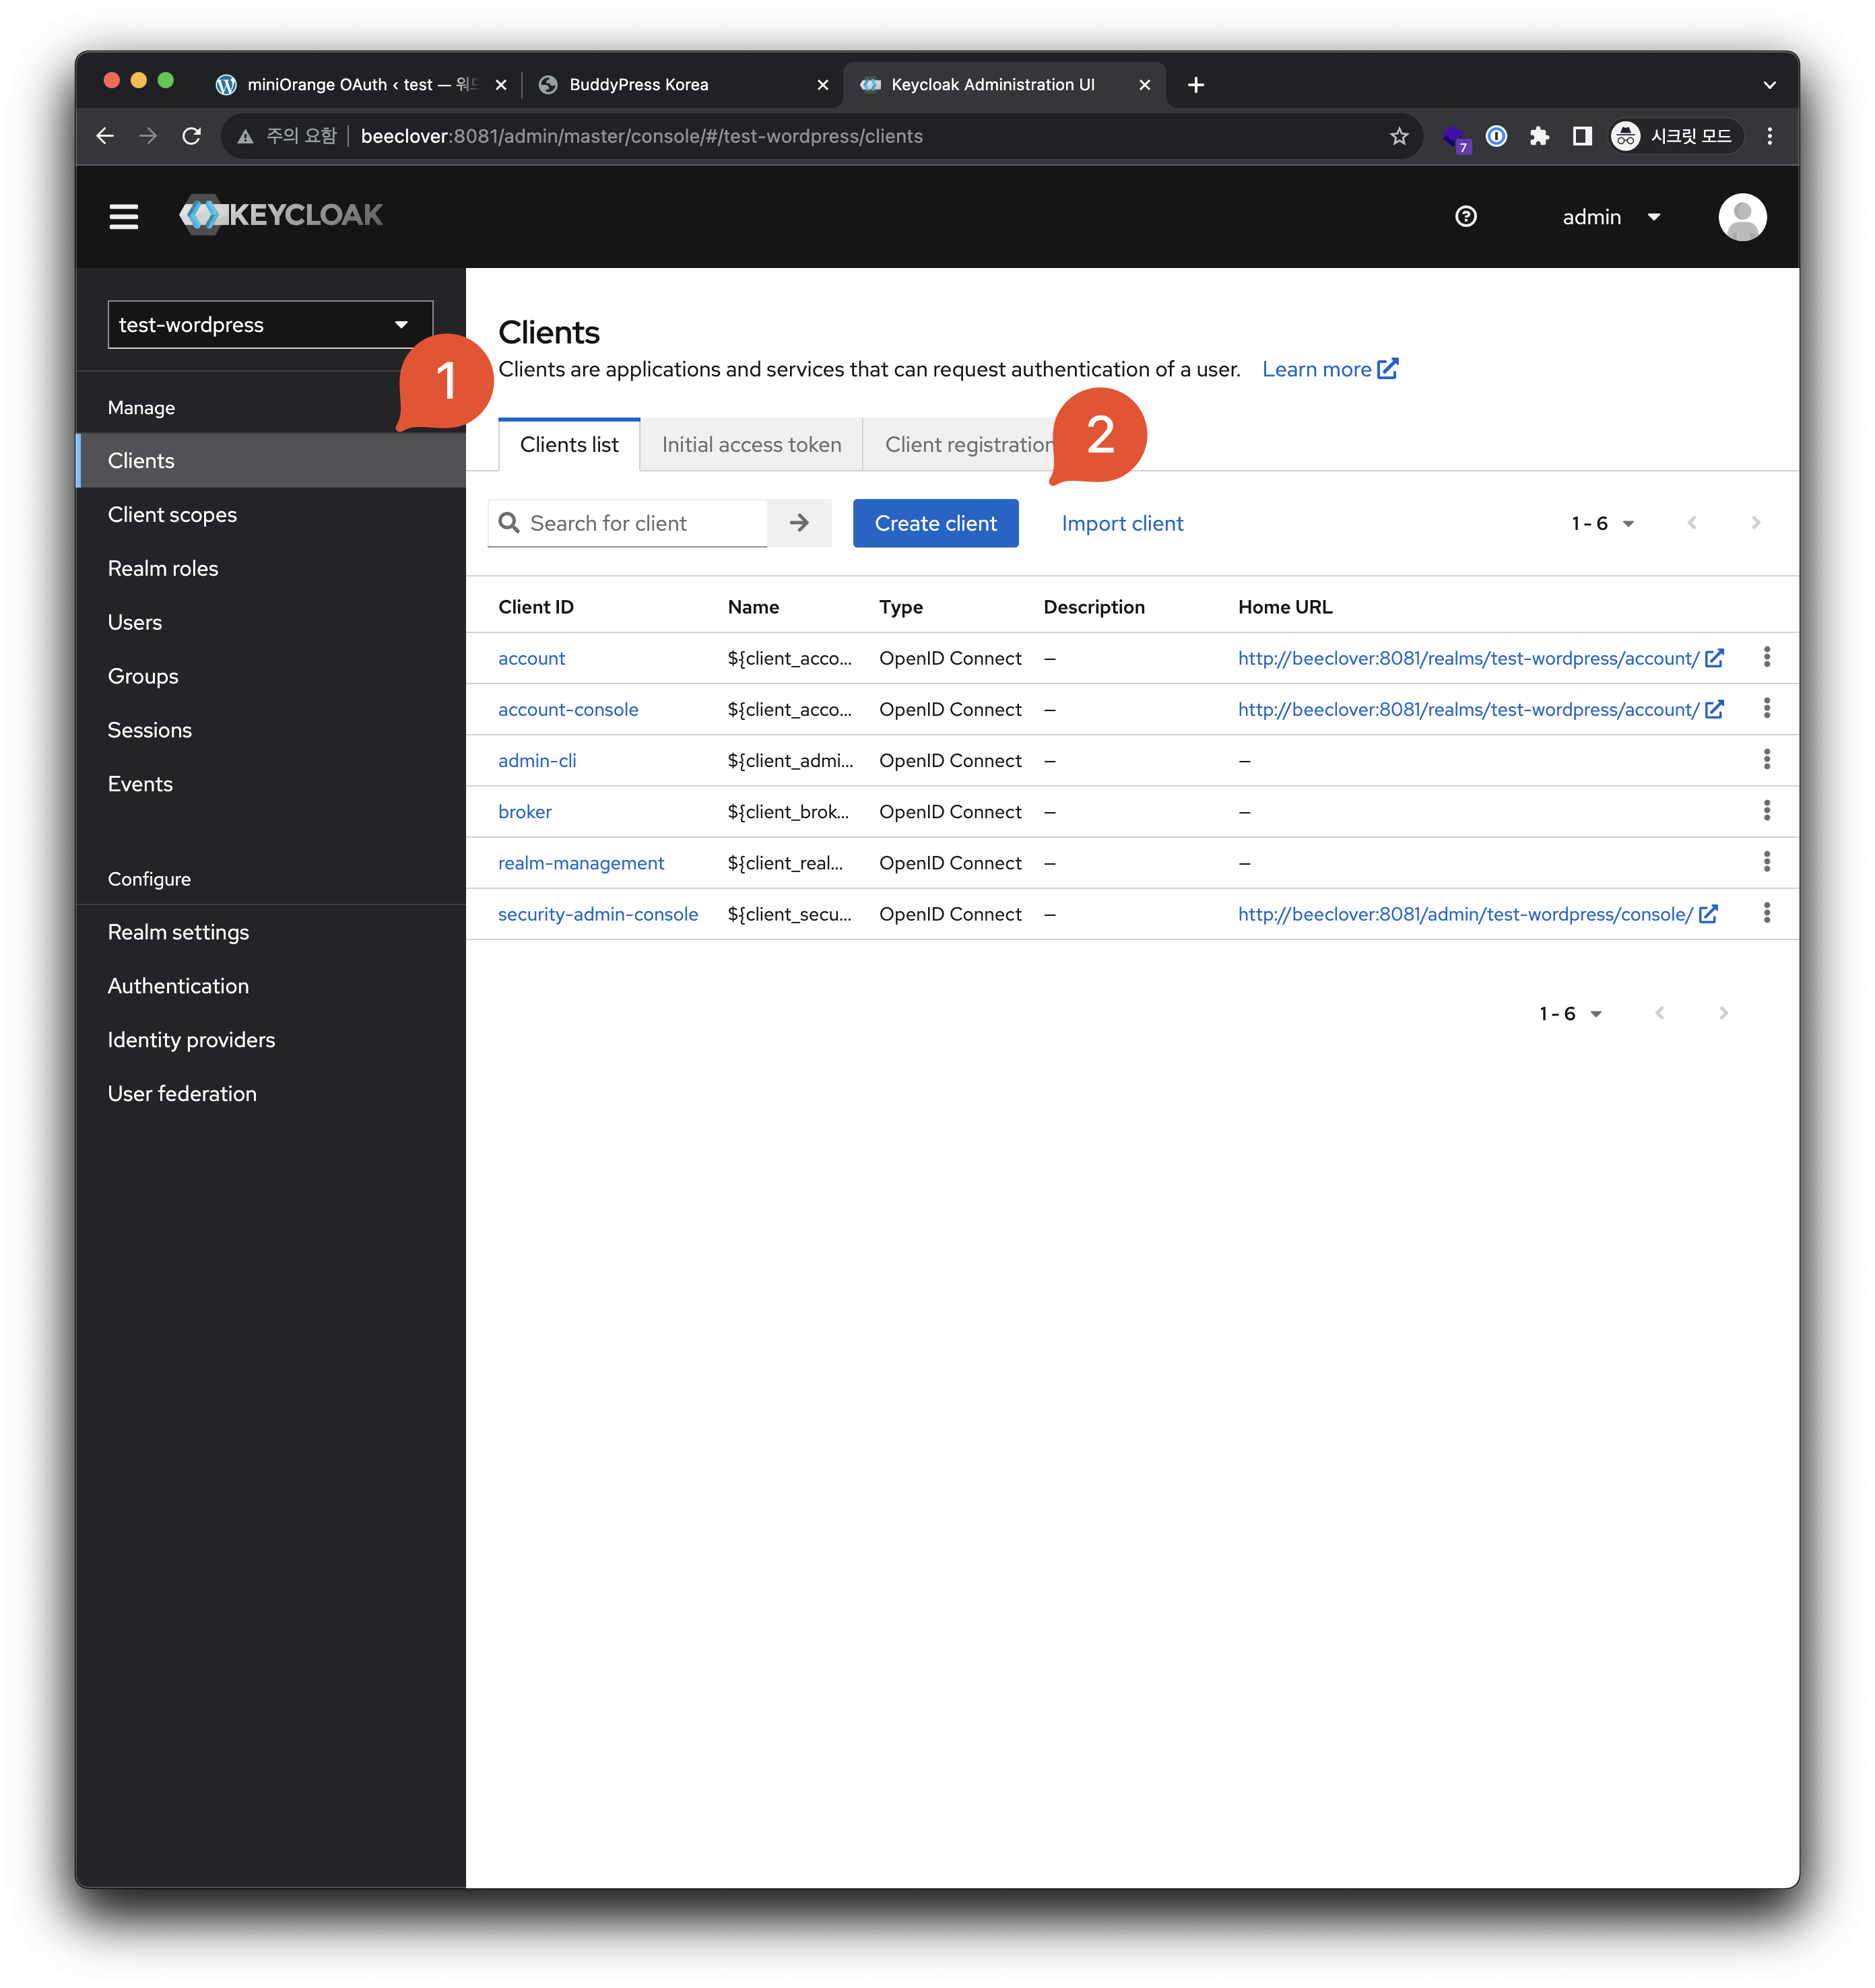 miniOrange OAuth ‹ test — 워드
BuddyPress Korea
Keycloak Administration UI
주의 요함
beeclover:8081/admin/master/console/#/test-wordpress/clients
7
시크릿 모드
KEYCLOAK
admin
test-wordpress
1
Manage
Clients
Client scopes
Realm roles
Users
Groups
Sessions
Events
Configure
Realm settings
Authentication
Identity providers
User federation
Clients
Clients are applications and services that can request authentication of a user. Learn more
Clients list Initial access token Client registration
2
Search for client Create client Import client 1 - 6
Client ID Name Type Description Home URL
account ${client_acco... OpenID Connect – http://beeclover:8081/realms/test-wordpress/account/
account-console ${client_acco... OpenID Connect – http://beeclover:8081/realms/test-wordpress/account/
admin-cli ${client_admi... OpenID Connect – –
broker ${client_brok... OpenID Connect – –
realm-management ${client_real... OpenID Connect – –
security-admin-console ${client_secu... OpenID Connect – http://beeclover:8081/admin/test-wordpress/console/
1 - 6